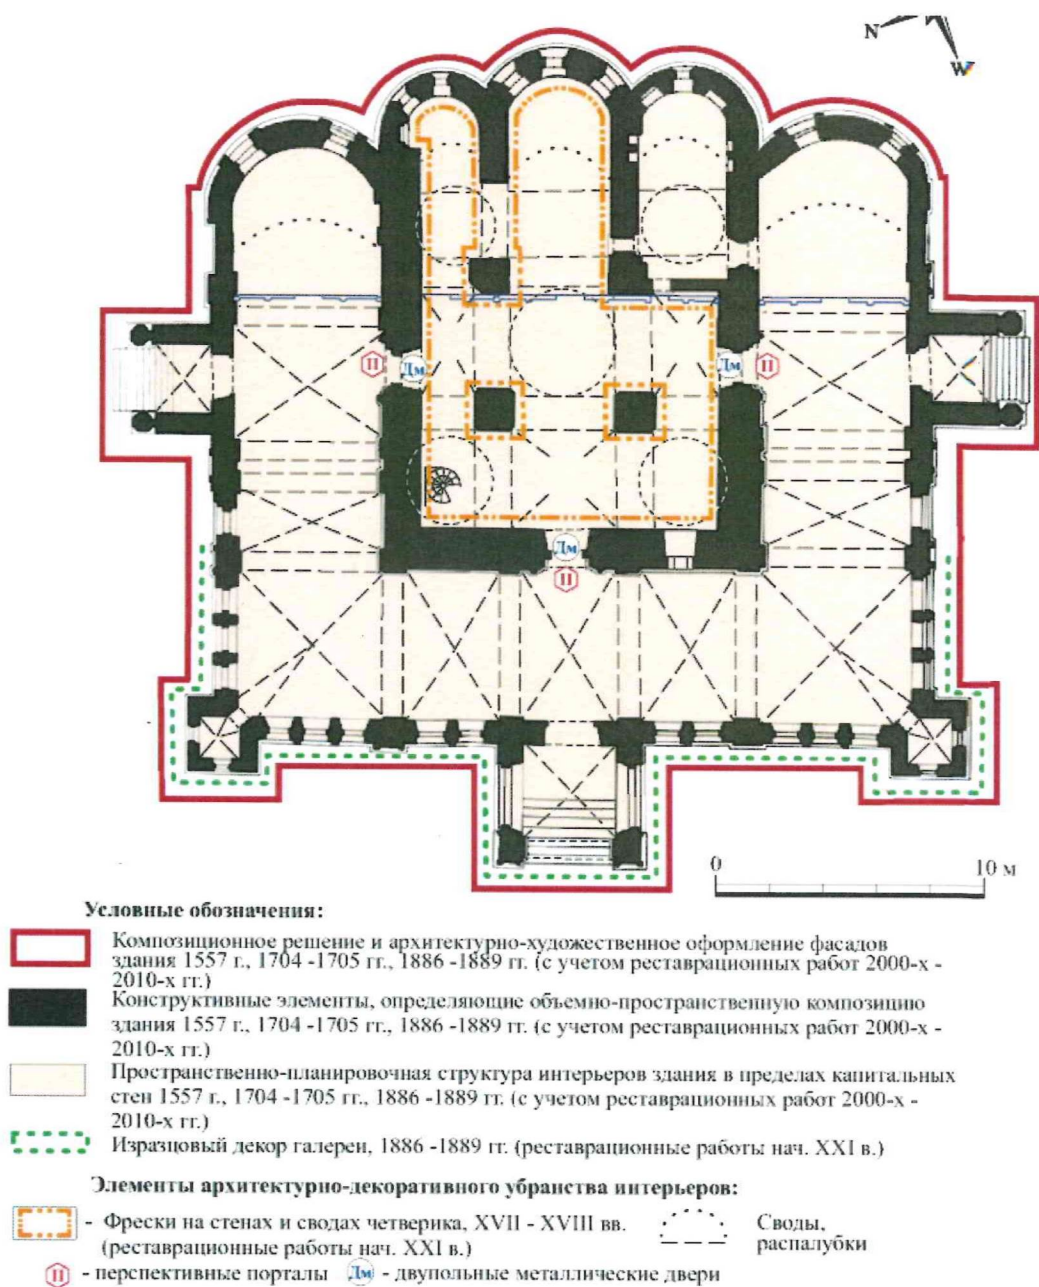 N
W
П
Дм
Дм
П
Дм
П
0
10 м
Условные обозначения:
Композиционное решение и архитектурно-художественное оформление фасадов
здания 1557 г., 1704 -1705 гг., 1886 -1889 гг. (с учетом реставрационных работ 2000-х -
2010-х гг.)
Конструктивные элементы, определяющие объемно-пространственную композицию
здания 1557 г., 1704 -1705 гг., 1886 -1889 гг. (с учетом реставрационных работ 2000-х -
2010-х гг.)
Пространственно-планировочная структура интерьеров здания в пределах капитальных
стен 1557 г., 1704 -1705 гг., 1886 -1889 гг. (с учетом реставрационных работ 2000-х -
2010-х гг.)
Изразцовый декор галереи, 1886 -1889 гг. (реставрационные работы нач. XXI в.)
Элементы архитектурно-декоративного убранства интерьеров:
- Фрески на стенах и сводах четверика, XVII - XVIII вв.
(реставрационные работы нач. XXI в.)
Своды,
распалубки
П - перспективные порталы Дм - двупольные металлические двери